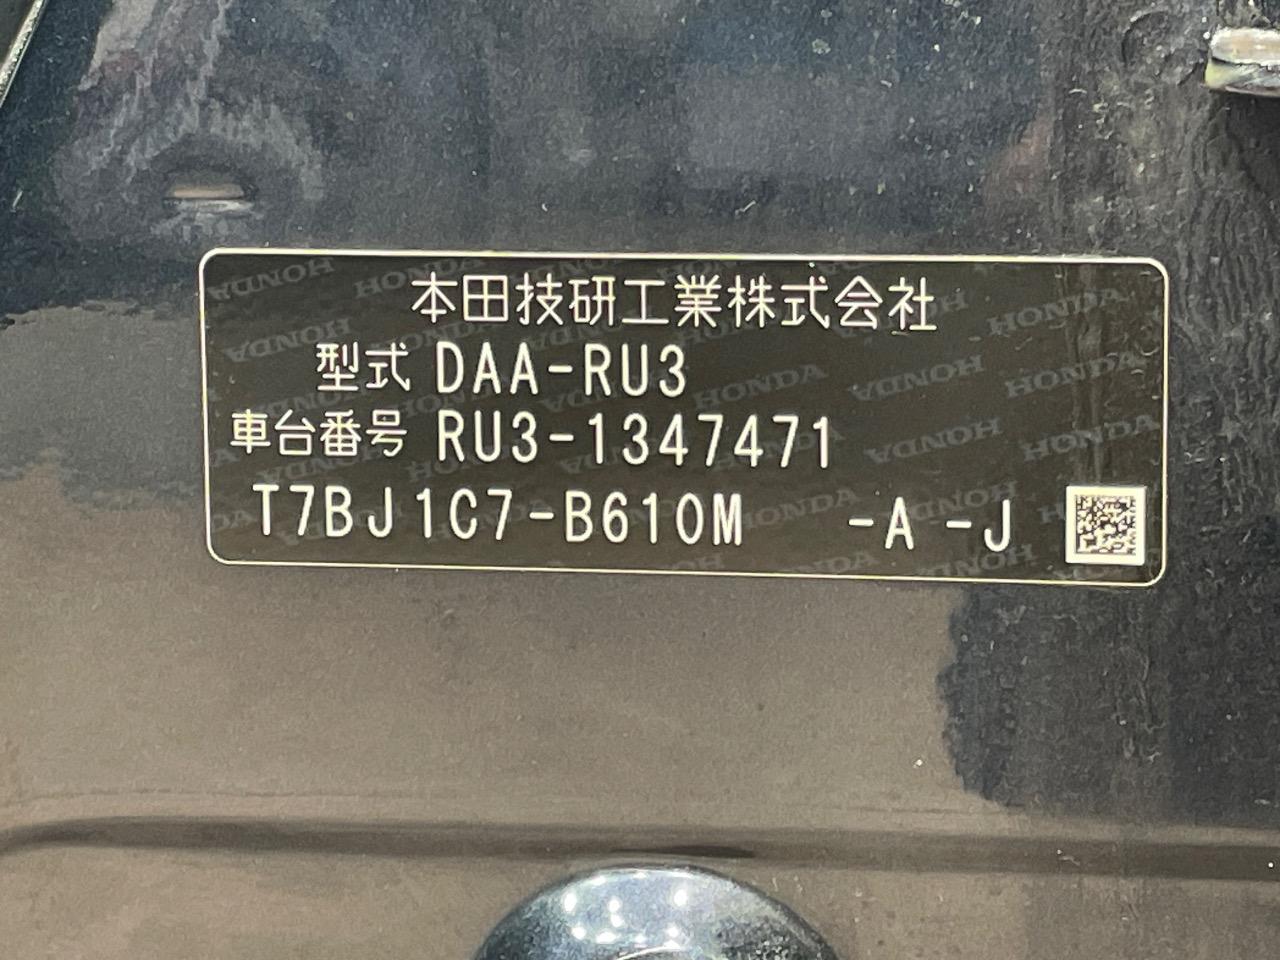 本田技研工業株式会社
型式 DAA-RU3
車台番号 RU3-1347471
T7BJ1C7-B610M -A -J